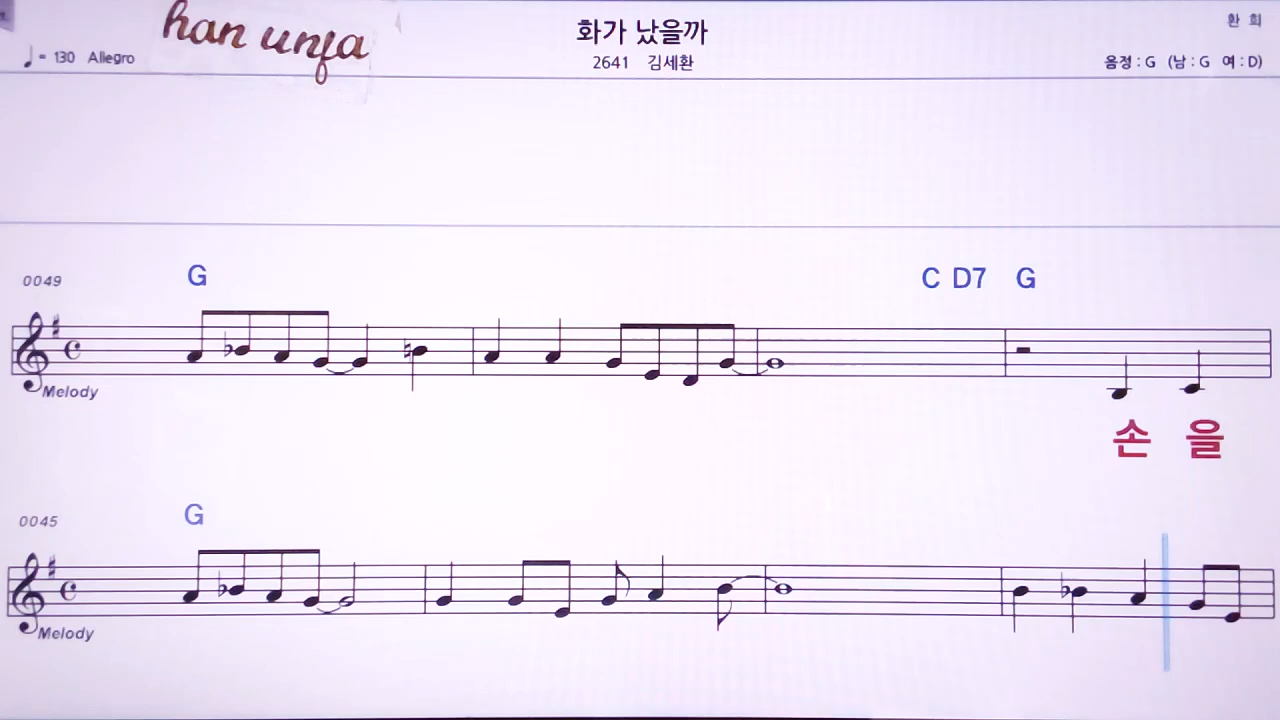 han unja
화가 났을까
환 희
♩= 130 Allegro
2641 김세환
음정 : G (남 : G 여 : D)
0049
G
C D7 G
Melody
손 을
0045
G
Melody